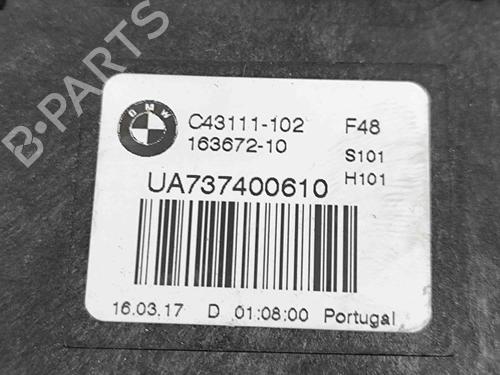 B-PARTS
BMW
C43111-102 F48
163672-10 S101
H101
UA737400610
16.03.17 D 01:08:00 Portugal